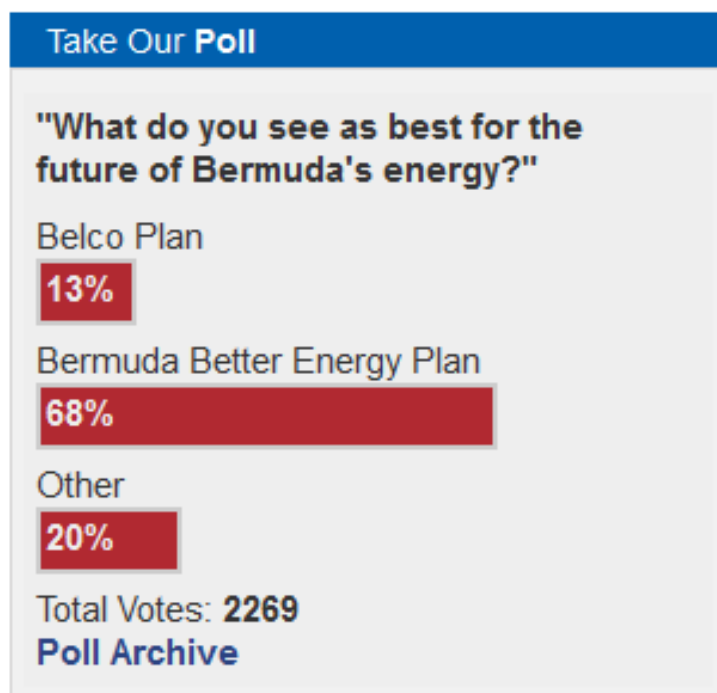 Take Our Poll
"What do you see as best for the
future of Bermuda's energy?"
Belco Plan
13%
Bermuda Better Energy Plan
68%
Other
20%
Total Votes: 2269
Poll Archive